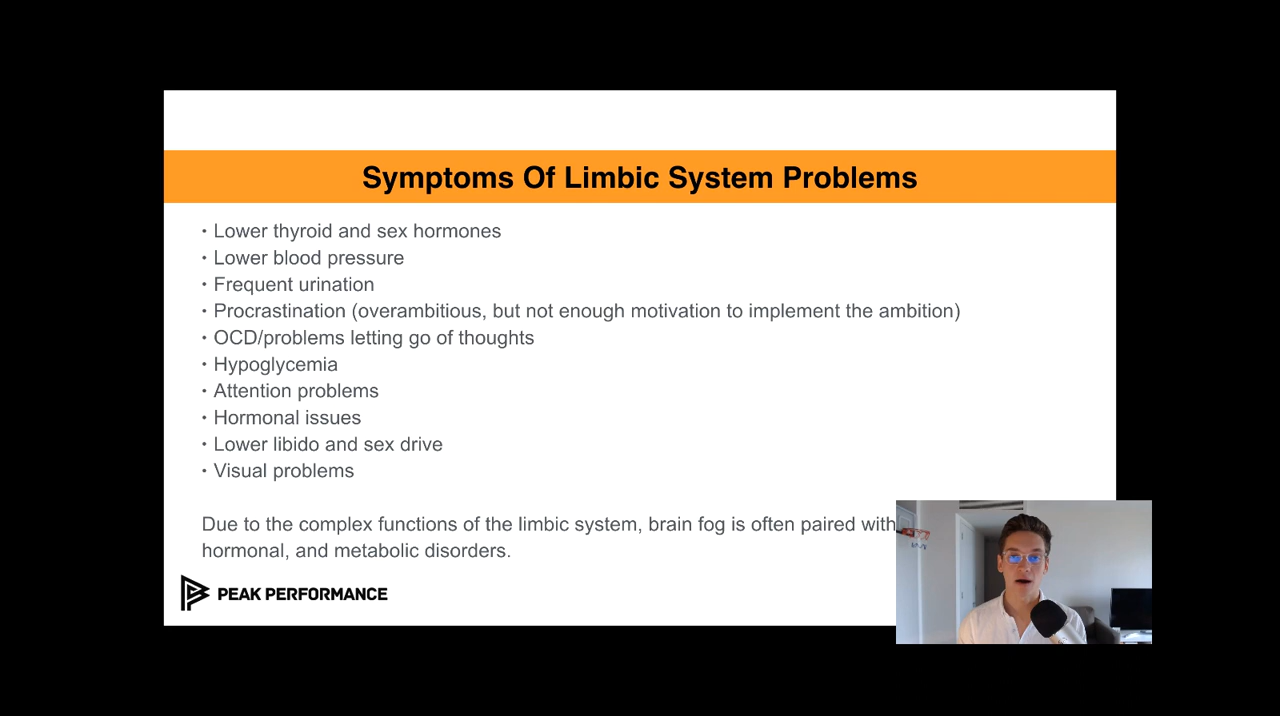 Symptoms Of Limbic System Problems
• Lower thyroid and sex hormones
• Lower blood pressure
• Frequent urination
• Procrastination (overambitious, but not enough motivation to implement the ambition)
• OCD/problems letting go of thoughts
• Hypoglycemia
• Attention problems
• Hormonal issues
• Lower libido and sex drive
• Visual problems
Due to the complex functions of the limbic system, brain fog is often paired with
hormonal, and metabolic disorders.
PEAK PERFORMANCE